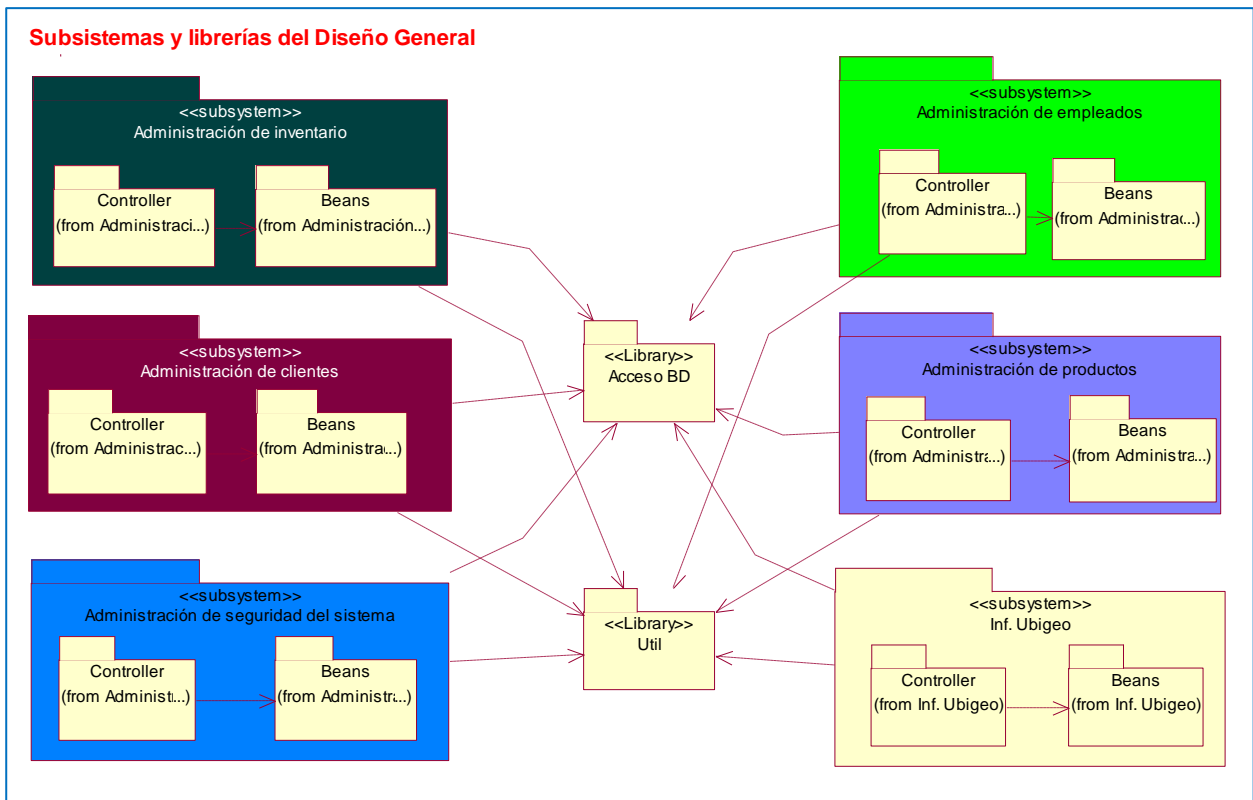 Subsistemas y librerías del Diseño General
<<subsystem>>
Administración de inventario
Controller
(from Administraci...)
Beans
(from Administración...)
<<subsystem>>
Administración de empleados
Controller
(from Administra...)
Beans
(from Administrac...)
<<Library>>
Acceso BD
<<subsystem>>
Administración de clientes
Controller
(from Administrac...)
Beans
(from Administra...)
<<subsystem>>
Administración de productos
Controller
(from Administra...)
Beans
(from Administra...)
<<subsystem>>
Administración de seguridad del sistema
Controller
(from Administ...)
Beans
(from Administra...)
<<Library>>
Util
<<subsystem>>
Inf. Ubigeo
Controller
(from Inf. Ubigeo)
Beans
(from Inf. Ubigeo)